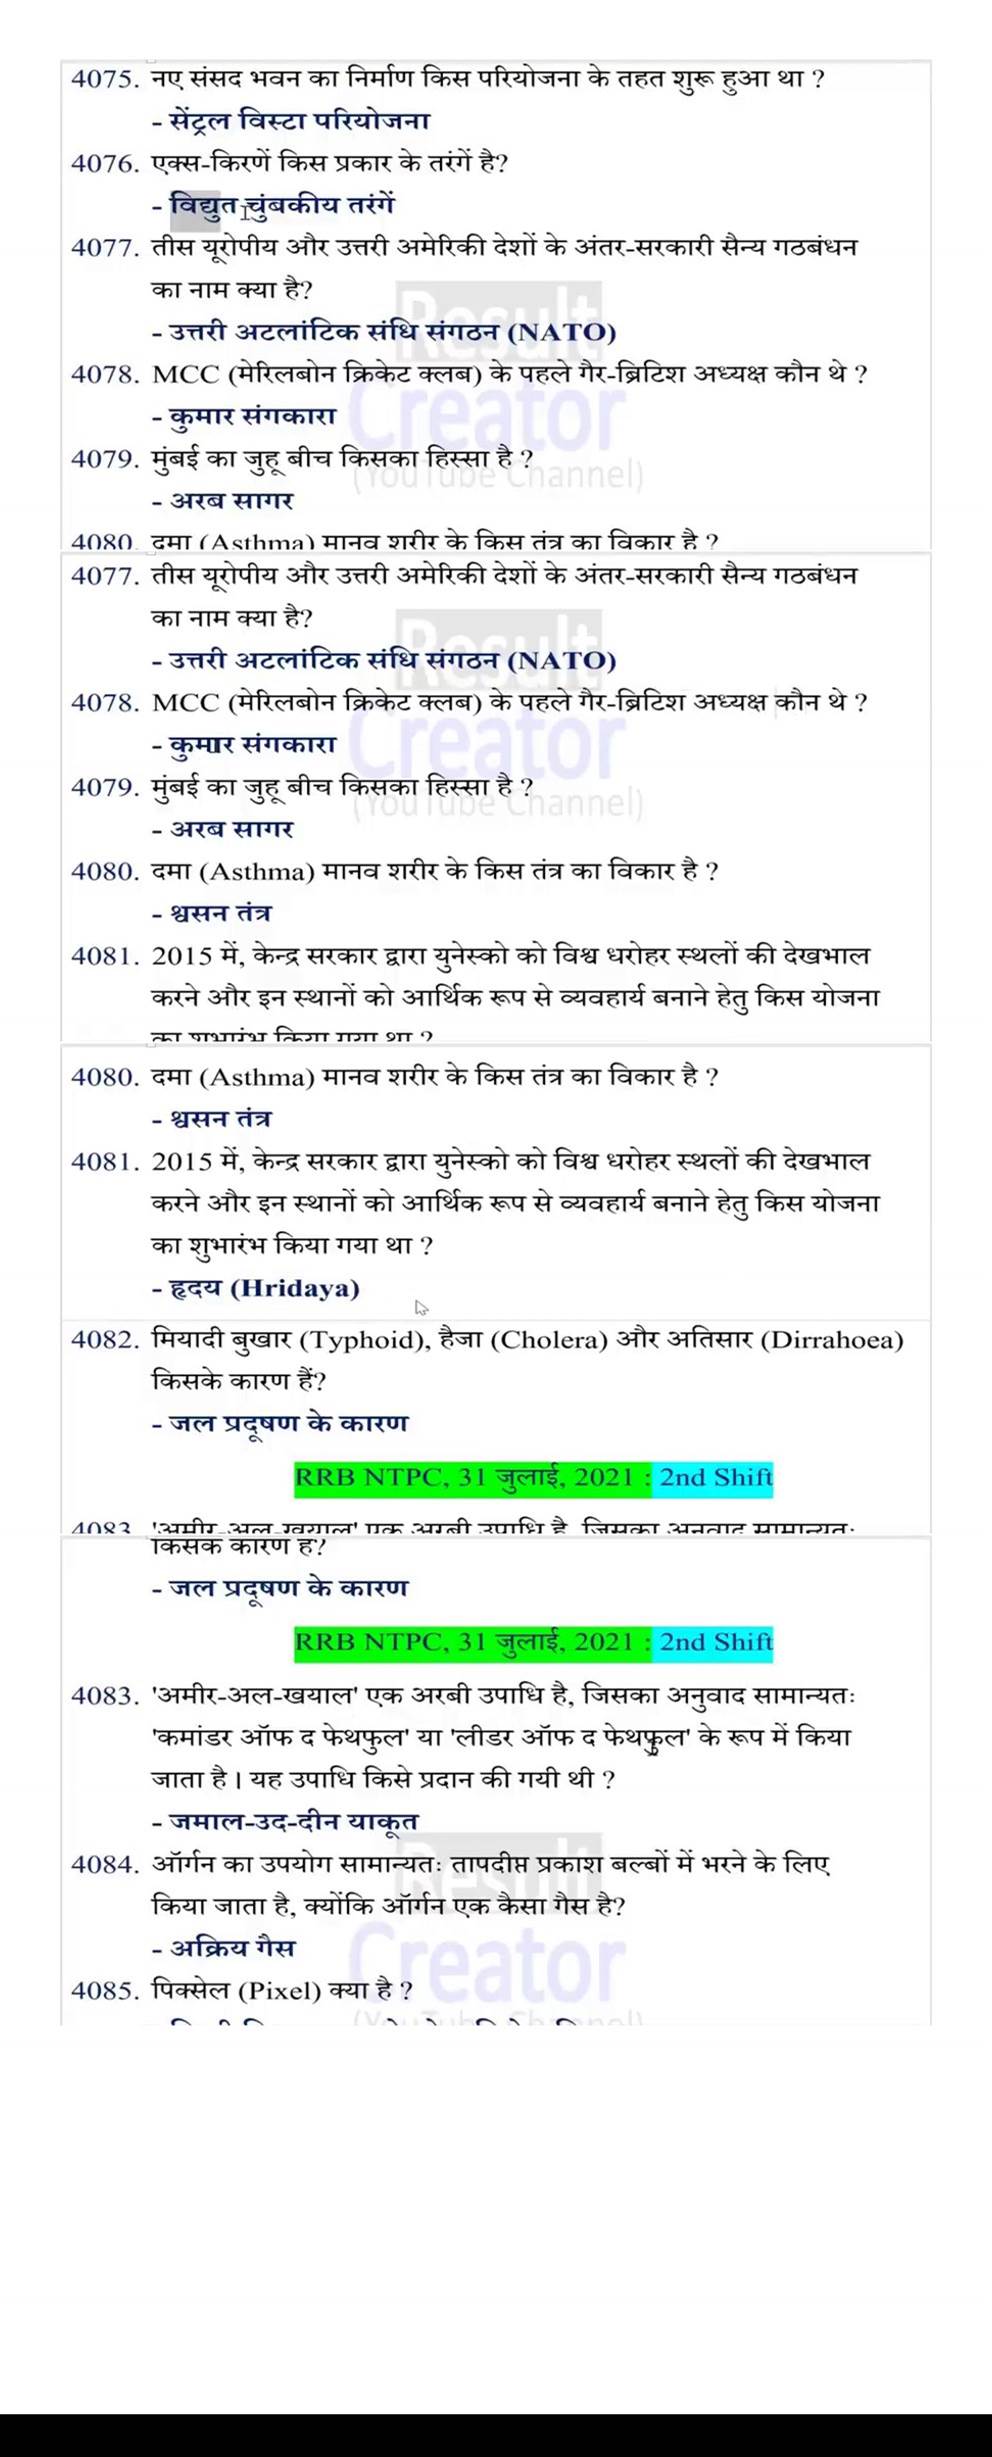 4075. नए संसद भवन का निर्माण किस परियोजना के तहत शुरू हुआ था ?
- सेंट्रल विस्टा परियोजना
4076. एक्स-किरणें किस प्रकार के तरंगें है?
- विद्युत चुंबकीय तरंगें
4077. तीस यूरोपीय और उत्तरी अमेरिकी देशों के अंतर-सरकारी सैन्य गठबंधन
का नाम क्या है?
Result
- उत्तरी अटलांटिक संधि संगठन (NATO)
4078. MCC (मेरिलबोन क्रिकेट क्लब) के पहले गैर-ब्रिटिश अध्यक्ष कौन थे ?
- कुमार संगकारा
Creator
4079. मुंबई का जुहू बीच किसका हिस्सा है ?
(YouTube Channel)
- अरब सागर
4080. दमा (Asthma) मानव शरीर के किस तंत्र का विकार है ?
4077. तीस यूरोपीय और उत्तरी अमेरिकी देशों के अंतर-सरकारी सैन्य गठबंधन
का नाम क्या है?
Result
- उत्तरी अटलांटिक संधि संगठन (NATO)
4078. MCC (मेरिलबोन क्रिकेट क्लब) के पहले गैर-ब्रिटिश अध्यक्ष कौन थे ?
- कुमार संगकारा
Creator
4079. मुंबई का जुहू बीच किसका हिस्सा है ?
(YouTube Channel)
- अरब सागर
4080. दमा (Asthma) मानव शरीर के किस तंत्र का विकार है ?
- श्वसन तंत्र
4081. 2015 में, केन्द्र सरकार द्वारा युनेस्को को विश्व धरोहर स्थलों की देखभाल
करने और इन स्थानों को आर्थिक रूप से व्यवहार्य बनाने हेतु किस योजना
का शुभारंभ किया गया था ?
4080. दमा (Asthma) मानव शरीर के किस तंत्र का विकार है ?
- श्वसन तंत्र
4081. 2015 में, केन्द्र सरकार द्वारा युनेस्को को विश्व धरोहर स्थलों की देखभाल
करने और इन स्थानों को आर्थिक रूप से व्यवहार्य बनाने हेतु किस योजना
का शुभारंभ किया गया था ?
- हृदय (Hridaya)
4082. मियादी बुखार (Typhoid), हैजा (Cholera) और अतिसार (Dirrahoea)
किसके कारण हैं?
- जल प्रदूषण के कारण
RRB NTPC, 31 जुलाई, 2021 : 2nd Shift
4083. 'अमीर-अल-खयाल' एक अरबी उपाधि है, जिसका अनुवाद सामान्यतः
किसके कारण हैं?
- जल प्रदूषण के कारण
RRB NTPC, 31 जुलाई, 2021 : 2nd Shift
4083. 'अमीर-अल-खयाल' एक अरबी उपाधि है, जिसका अनुवाद सामान्यतः
'कमांडर ऑफ द फेथफुल' या 'लीडर ऑफ द फेथफुल' के रूप में किया
जाता है। यह उपाधि किसे प्रदान की गयी थी ?
- जमाल-उद-दीन याकूत
Result
4084. ऑर्गन का उपयोग सामान्यतः तापदीप्त प्रकाश बल्बों में भरने के लिए
किया जाता है, क्योंकि ऑर्गन एक कैसा गैस है?
- अक्रिय गैस
Creator
4085. पिक्सेल (Pixel) क्या है ?